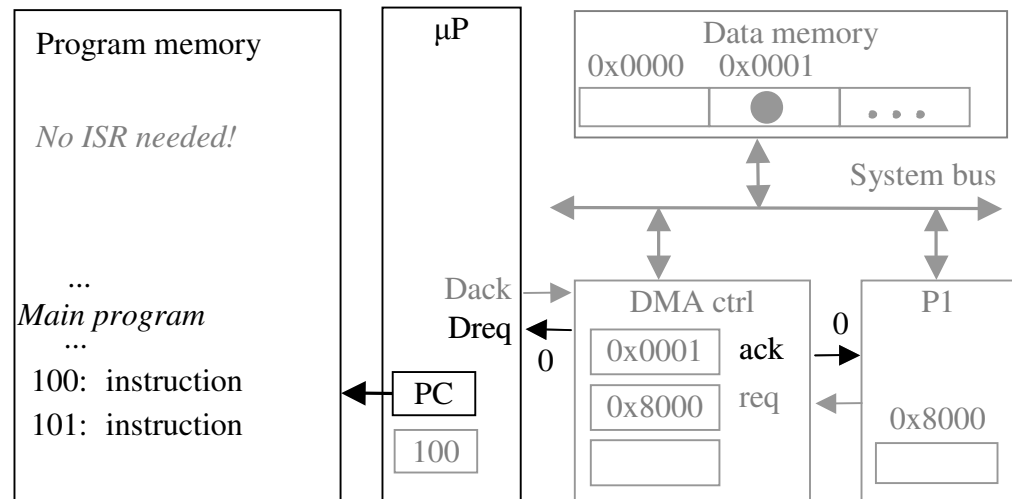 Program memory
No ISR needed!
...
Main program
...
100: instruction
101: instruction
μP
Dack
Dreq
0
PC
100
Data memory
0x0000 0x0001
...
System bus
DMA ctrl
0x0001
ack
0
0x8000
req
P1
0x8000